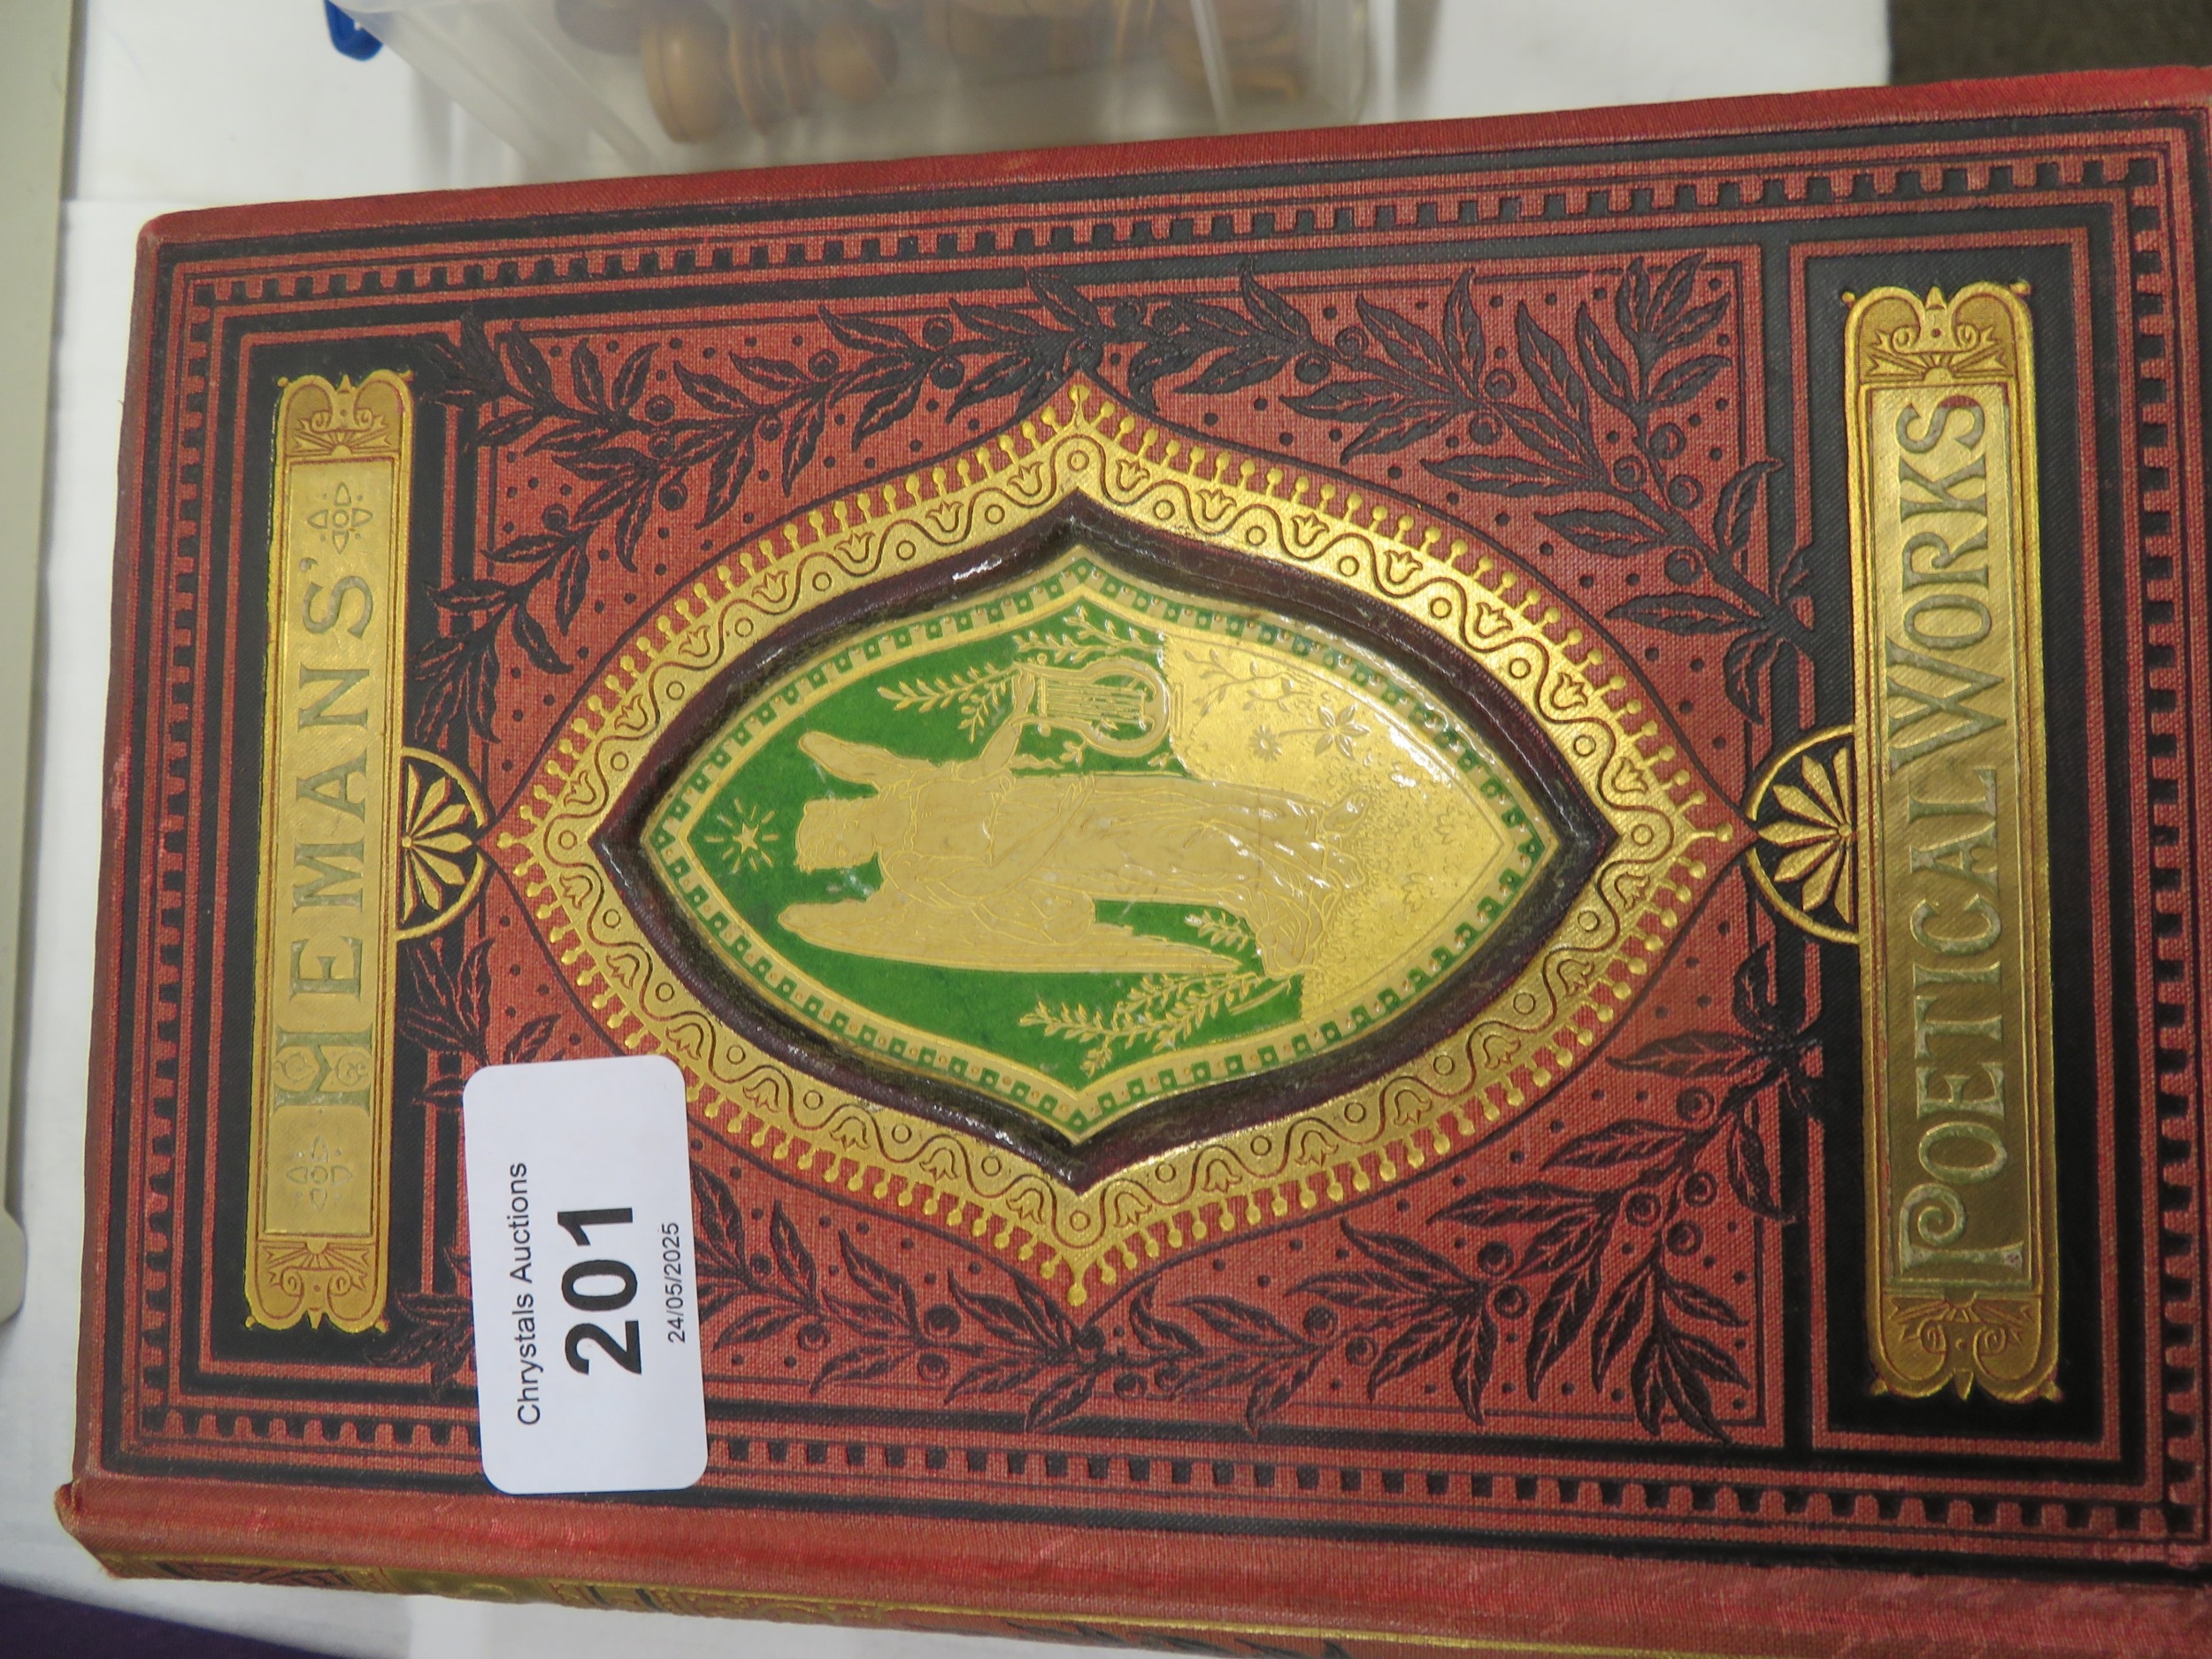 HEMANS'
POETICAL WORKS
Chrystals Auctions
201
24/05/2025